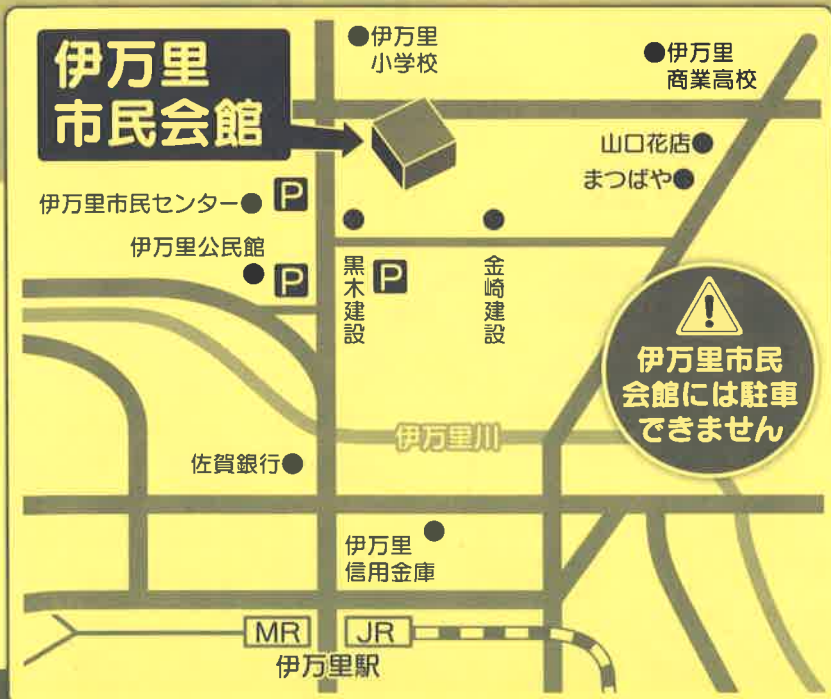 伊万里
市民会館
伊万里
小学校
伊万里
商業高校
山口花店
まつばや
伊万里市民センター
P
伊万里公民館
P
黒木建設
P
金崎建設
伊万里市民
会館には駐車
できません
伊万里川
佐賀銀行
伊万里
信用金庫
MR
JR
伊万里駅